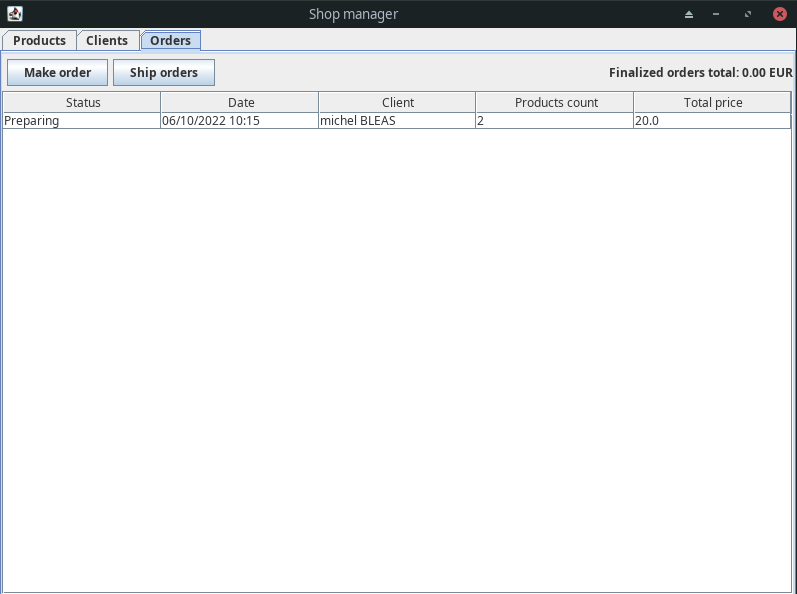 Shop manager
Products Clients Orders
Make order Ship orders Finalized orders total: 0.00 EUR
Status Date Client Products count Total price
Preparing 06/10/2022 10:15 michel BLEAS 2 20.0